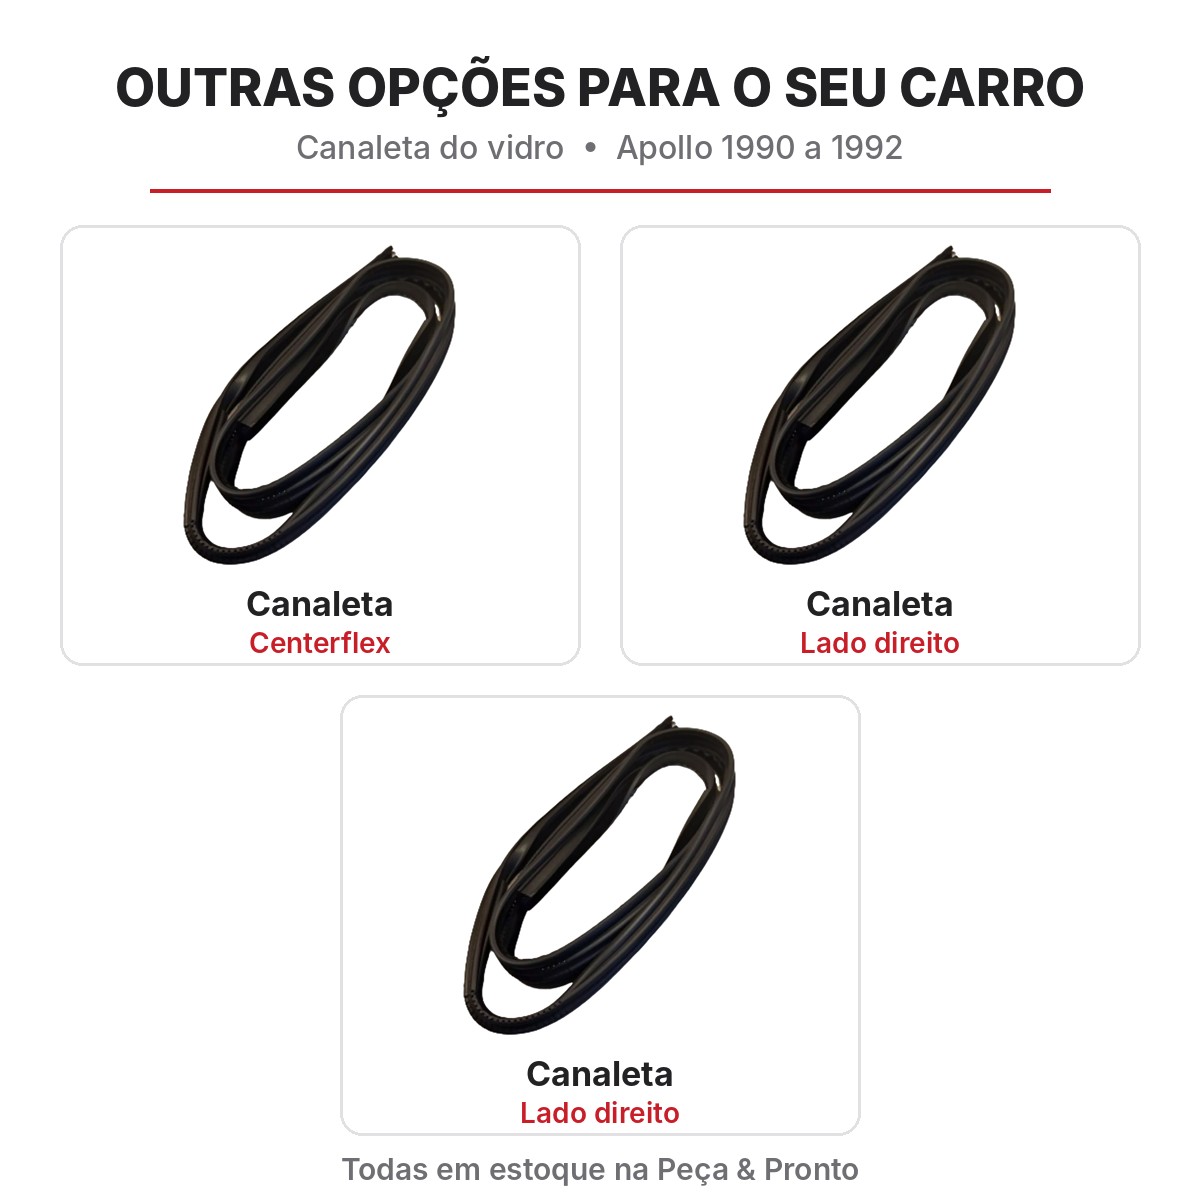 OUTRAS OPÇÕES PARA O SEU CARRO
Canaleta do vidro • Apollo 1990 a 1992
Canaleta
Centerflex
Canaleta
Lado direito
Canaleta
Lado direito
Todas em estoque na Peça & Pronto